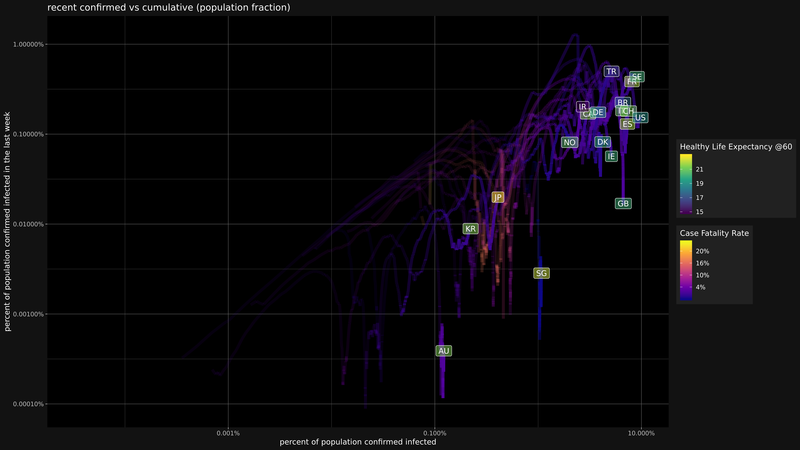 recent confirmed vs cumulative (population fraction)
percent of population confirmed infected in the last week
1.00000%
0.10000%
0.01000%
0.00100%
0.00010%
TR
SE
IR
DE
BR
CH
US
ES
NO
DK
IE
GB
JP
KR
SG
AU
0.001%
0.100%
10.000%
percent of population confirmed infected
Healthy Life Expectancy @60
21
19
17
15
Case Fatality Rate
20%
16%
10%
4%